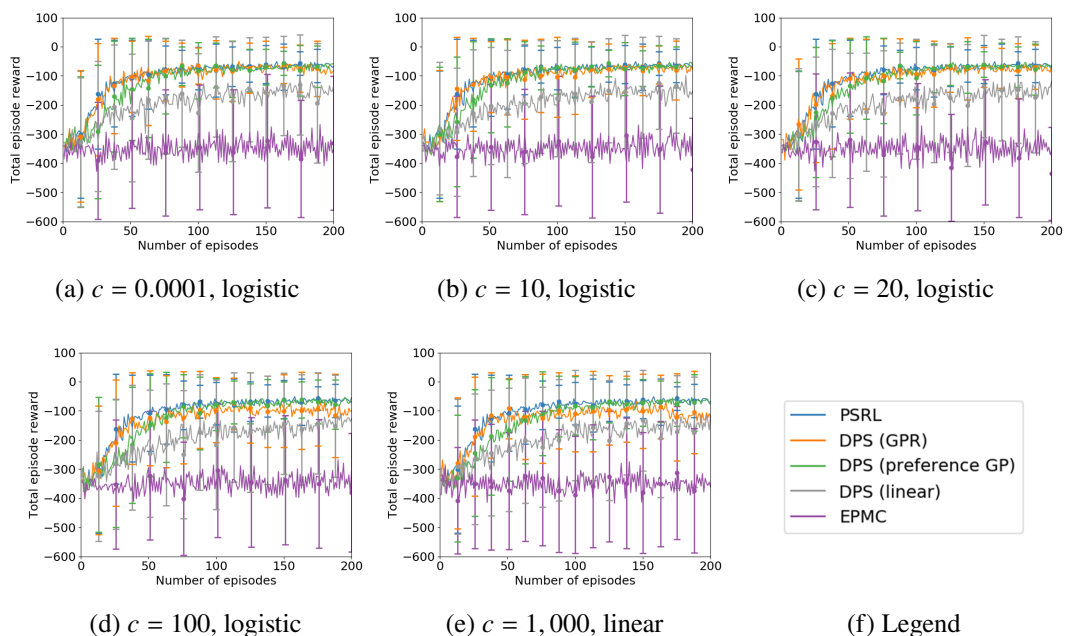 100
0
−100
−200
−300
−400
−500
−600
Total episode reward
0 50 100 150 200
Number of episodes
(a) c = 0.0001, logistic
100
0
−100
−200
−300
−400
−500
−600
Total episode reward
0 50 100 150 200
Number of episodes
(b) c = 10, logistic
100
0
−100
−200
−300
−400
−500
−600
Total episode reward
0 50 100 150 200
Number of episodes
(c) c = 20, logistic
100
0
−100
−200
−300
−400
−500
−600
Total episode reward
0 50 100 150 200
Number of episodes
(d) c = 100, logistic
100
0
−100
−200
−300
−400
−500
−600
Total episode reward
0 50 100 150 200
Number of episodes
(e) c = 1, 000, linear
PSRL
DPS (GPR)
DPS (preference GP)
DPS (linear)
EPMC
(f) Legend